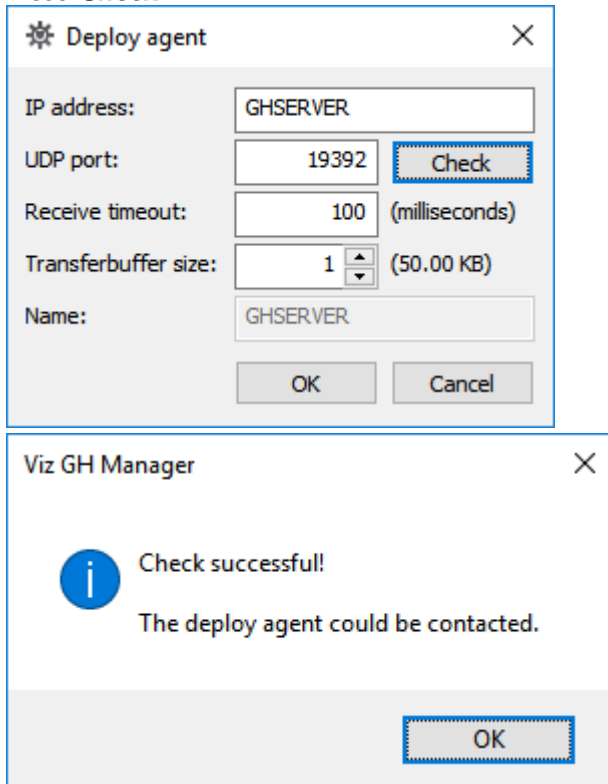 Deploy agent
IP address: GHSERVER
UDP port: 19392 Check
Receive timeout: 100 (milliseconds)
Transferbuffer size: 1 (50.00 KB)
Name: GHSERVER
OK Cancel
Viz GH Manager
Check successful!
The deploy agent could be contacted.
OK